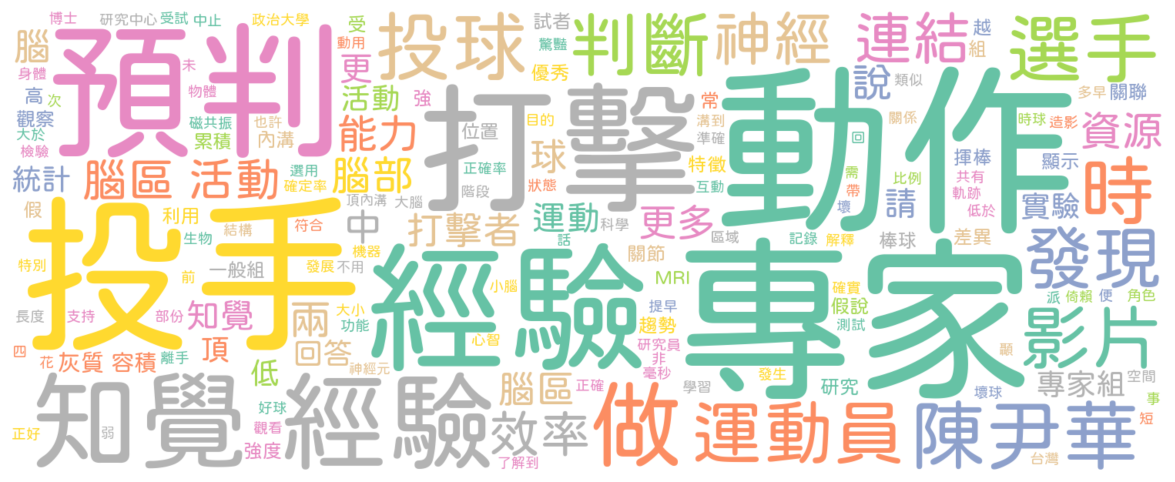 博士 研究中心 受試 中止 政治大學
腦 預判 受 動用 投球 試者 驚豔 判斷 神經 連結 越 組 選手
身體 未 物體 更 優秀 說 類似
高 次 活動 強 打擊 常 動作 多早 關聯
觀察 磁共振 也許 能力 位置 目的 溝到 回 關係 時球 造影
大於 累積 內溝 準確 資源
檢驗 正確率 球 特徵 揮棒 顯示
統計 腦區 活動 選用 確定率 腦部 階段 狀態 互動 需 帶 壞 比例 共有 軌跡 低於 請 實驗 時
假 利用 頂內溝 大腦 運動 科學 更多
投手 生物 結構 符合 中 打擊者 話 區域 記錄 解釋 棒球 差異 發現
特別 前 一般組 機器 發展 不用 經驗 關節 MRI 專家 確實
小腦 提早 假說 派 倚賴 便 角色
長度 支持 部份 知覺 兩 大小 功能 心智 趨勢 測試 影片
四 花 灰質 容積 離手 頂 回答 神經元 研究員 非 毫秒 顳
知覺 經驗 低 腦區 正確 學習 發生 研究 壞球 專家組 空間 事
正好 弱 好球 觀看 強度 效率 了解到 做 運動員 陳尹華 台灣 短